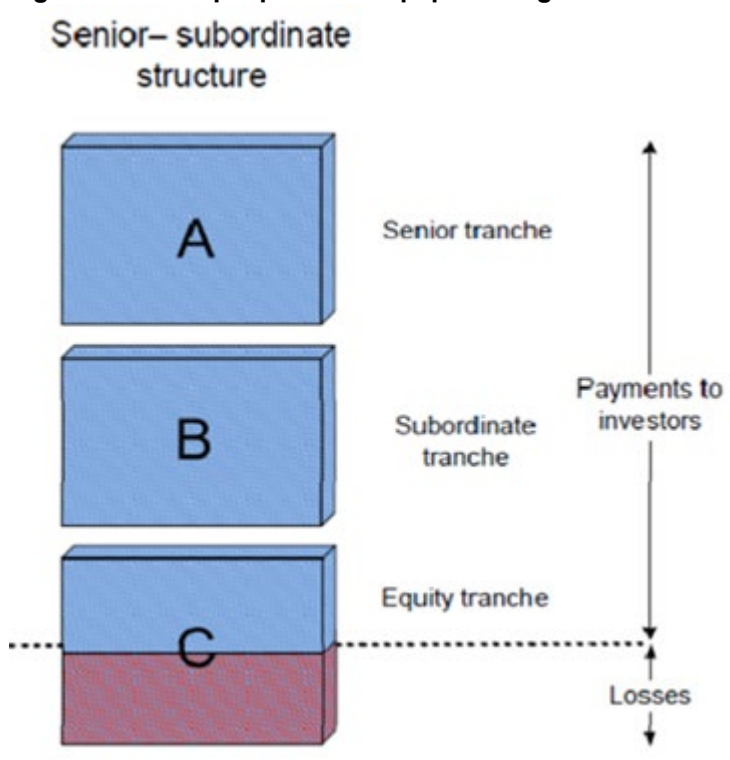 Senior– subordinate
structure
A
Senior tranche
Payments to
investors
B
Subordinate
tranche
Equity tranche
C
Losses